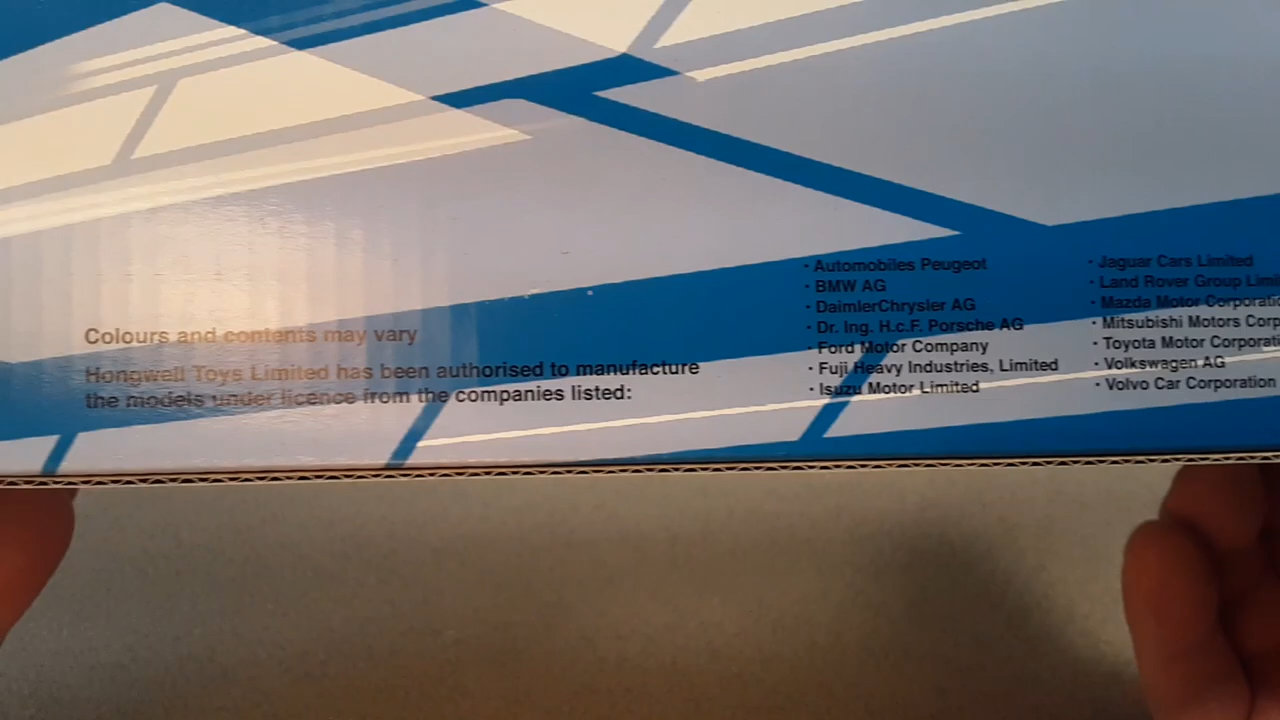 Colours and contents may vary
Hongwell Toys Limited has been authorised to manufacture
the models under licence from the companies listed:
· Automobiles Peugeot
· BMW AG
· DaimlerChrysler AG
· Dr. Ing. H.c.F. Porsche AG
· Ford Motor Company
· Fuji Heavy Industries, Limited
· Isuzu Motor Limited
· Jaguar Cars Limited
· Land Rover Group
· Mazda Motor
· Mitsubishi Motors
· Toyota Motor
· Volkswagen AG
· Volvo Car Corporation